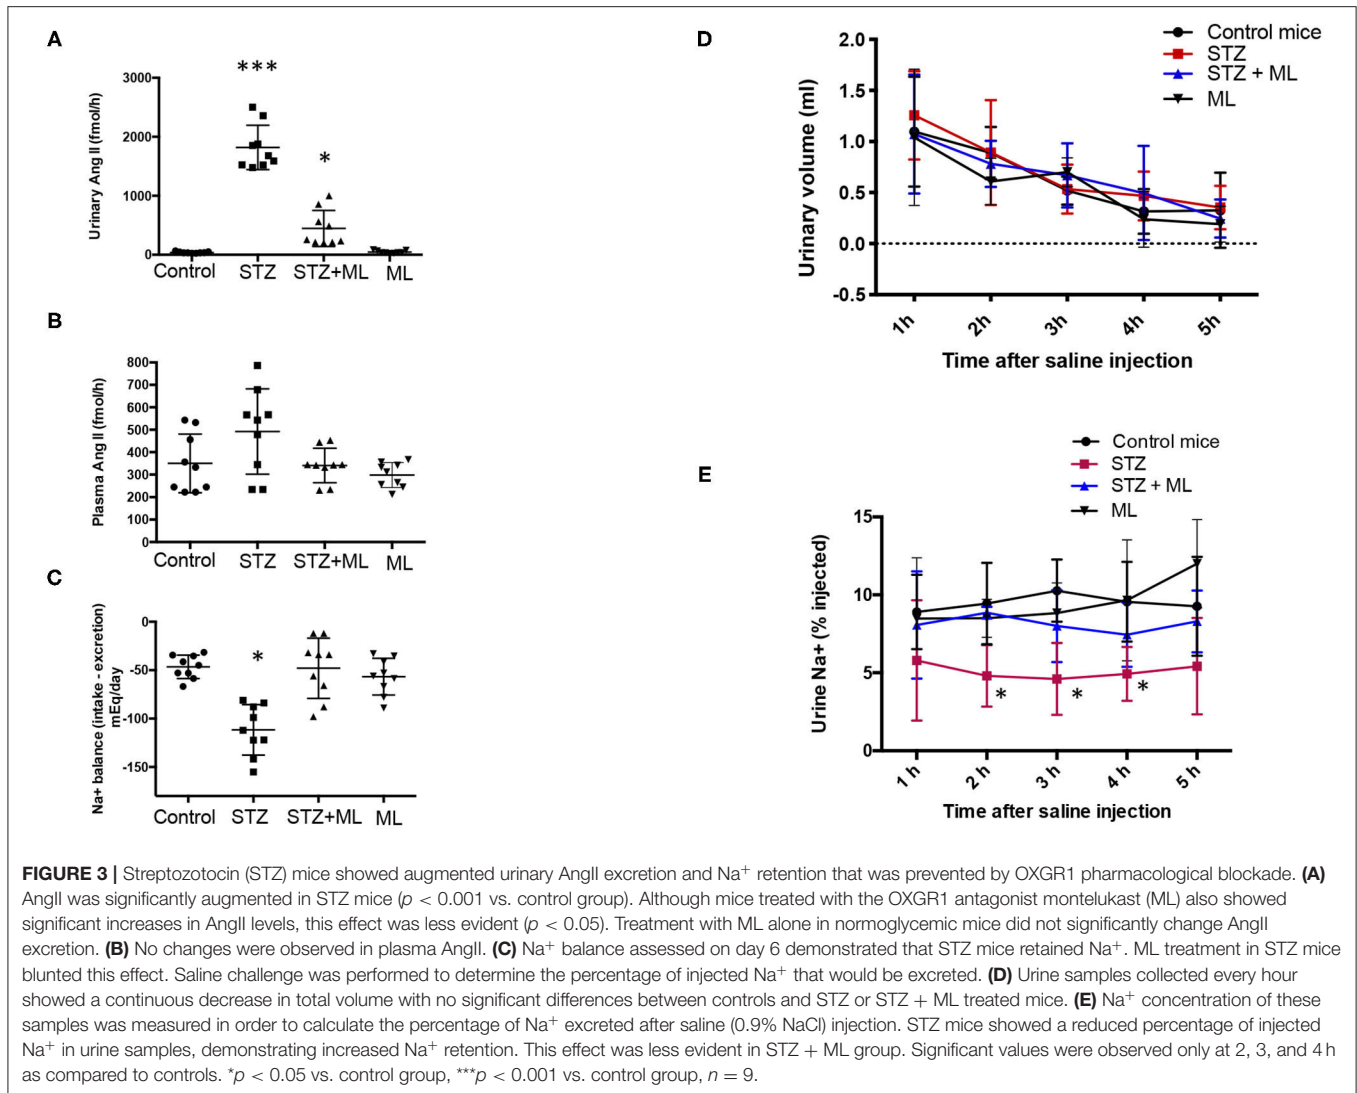 A
***
*
3000
2000
1000
0
Urinary Ang II (fmol/h)
Control STZ STZ+ML ML
B
800
700
600
500
400
300
200
100
0
Plasma Ang II (fmol/h)
Control STZ STZ+ML ML
C
0
-50
-100
-150
*
Na+ balance (intake - excretion)
mEq/day
Control STZ STZ+ML ML
D
Control mice
STZ
STZ + ML
ML
2.0
1.5
1.0
0.5
0.0
-0.5
Urinary volume (ml)
1h 2h 3h 4h 5h
Time after saline injection
E
Control mice
STZ
STZ + ML
ML
15
10
5
0
Urine Na+ (% injected)
* * *
1 h 2 h 3 h 4 h 5 h
Time after saline injection
FIGURE 3 | Streptozotocin (STZ) mice showed augmented urinary AngII excretion and Na⁺ retention that was prevented by OXGR1 pharmacological blockade. (A)
AngII was significantly augmented in STZ mice (p < 0.001 vs. control group). Although mice treated with the OXGR1 antagonist montelukast (ML) also showed
significant increases in AngII levels, this effect was less evident (p < 0.05). Treatment with ML alone in normoglycemic mice did not significantly change AngII
excretion. (B) No changes were observed in plasma AngII. (C) Na⁺ balance assessed on day 6 demonstrated that STZ mice retained Na⁺. ML treatment in STZ mice
blunted this effect. Saline challenge was performed to determine the percentage of injected Na⁺ that would be excreted. (D) Urine samples collected every hour
showed a continuous decrease in total volume with no significant differences between controls and STZ or STZ + ML treated mice. (E) Na⁺ concentration of these
samples was measured in order to calculate the percentage of Na⁺ excreted after saline (0.9% NaCl) injection. STZ mice showed a reduced percentage of injected
Na⁺ in urine samples, demonstrating increased Na⁺ retention. This effect was less evident in STZ + ML group. Significant values were observed only at 2, 3, and 4 h
as compared to controls. *p < 0.05 vs. control group, ***p < 0.001 vs. control group, n = 9.